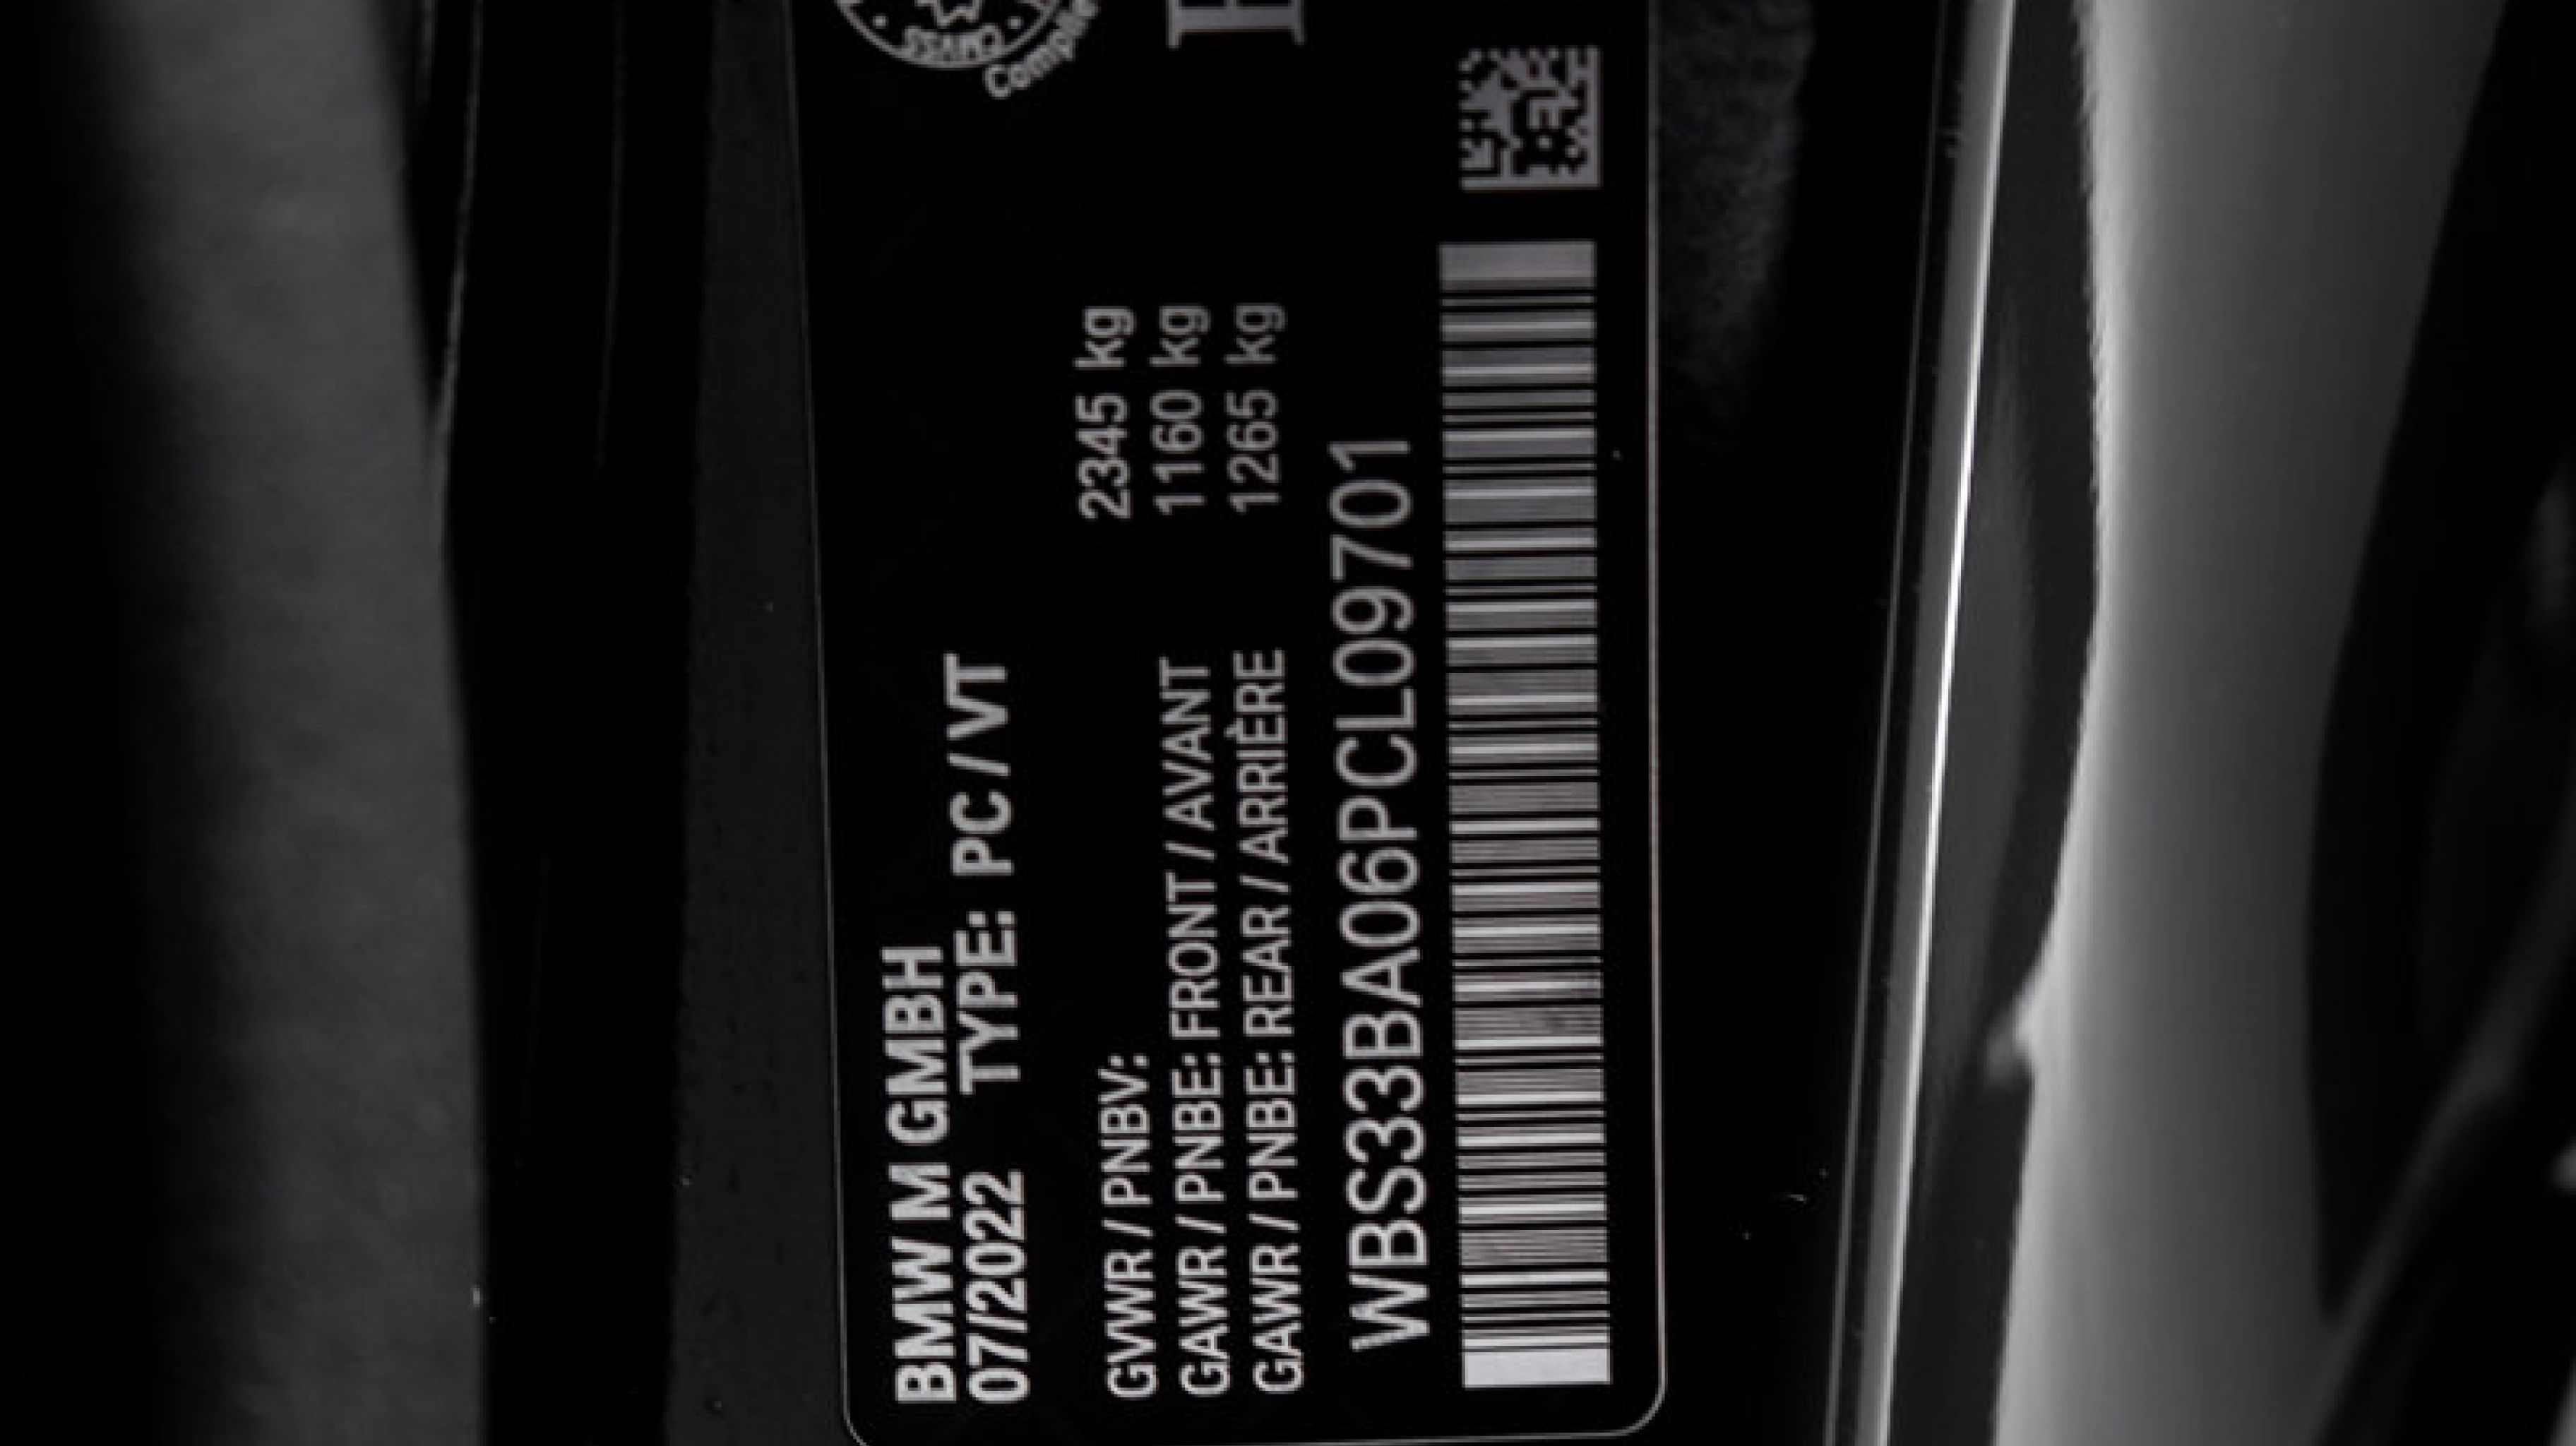 BMW M GMBH
07/2022 TYPE: PC / VT
GVWR / PNBV: 2345 kg
GAWR / PNBE: FRONT / AVANT 1160 kg
GAWR / PNBE: REAR / ARRIÈRE 1265 kg
WBS33BA06PCL09701
CMVSS